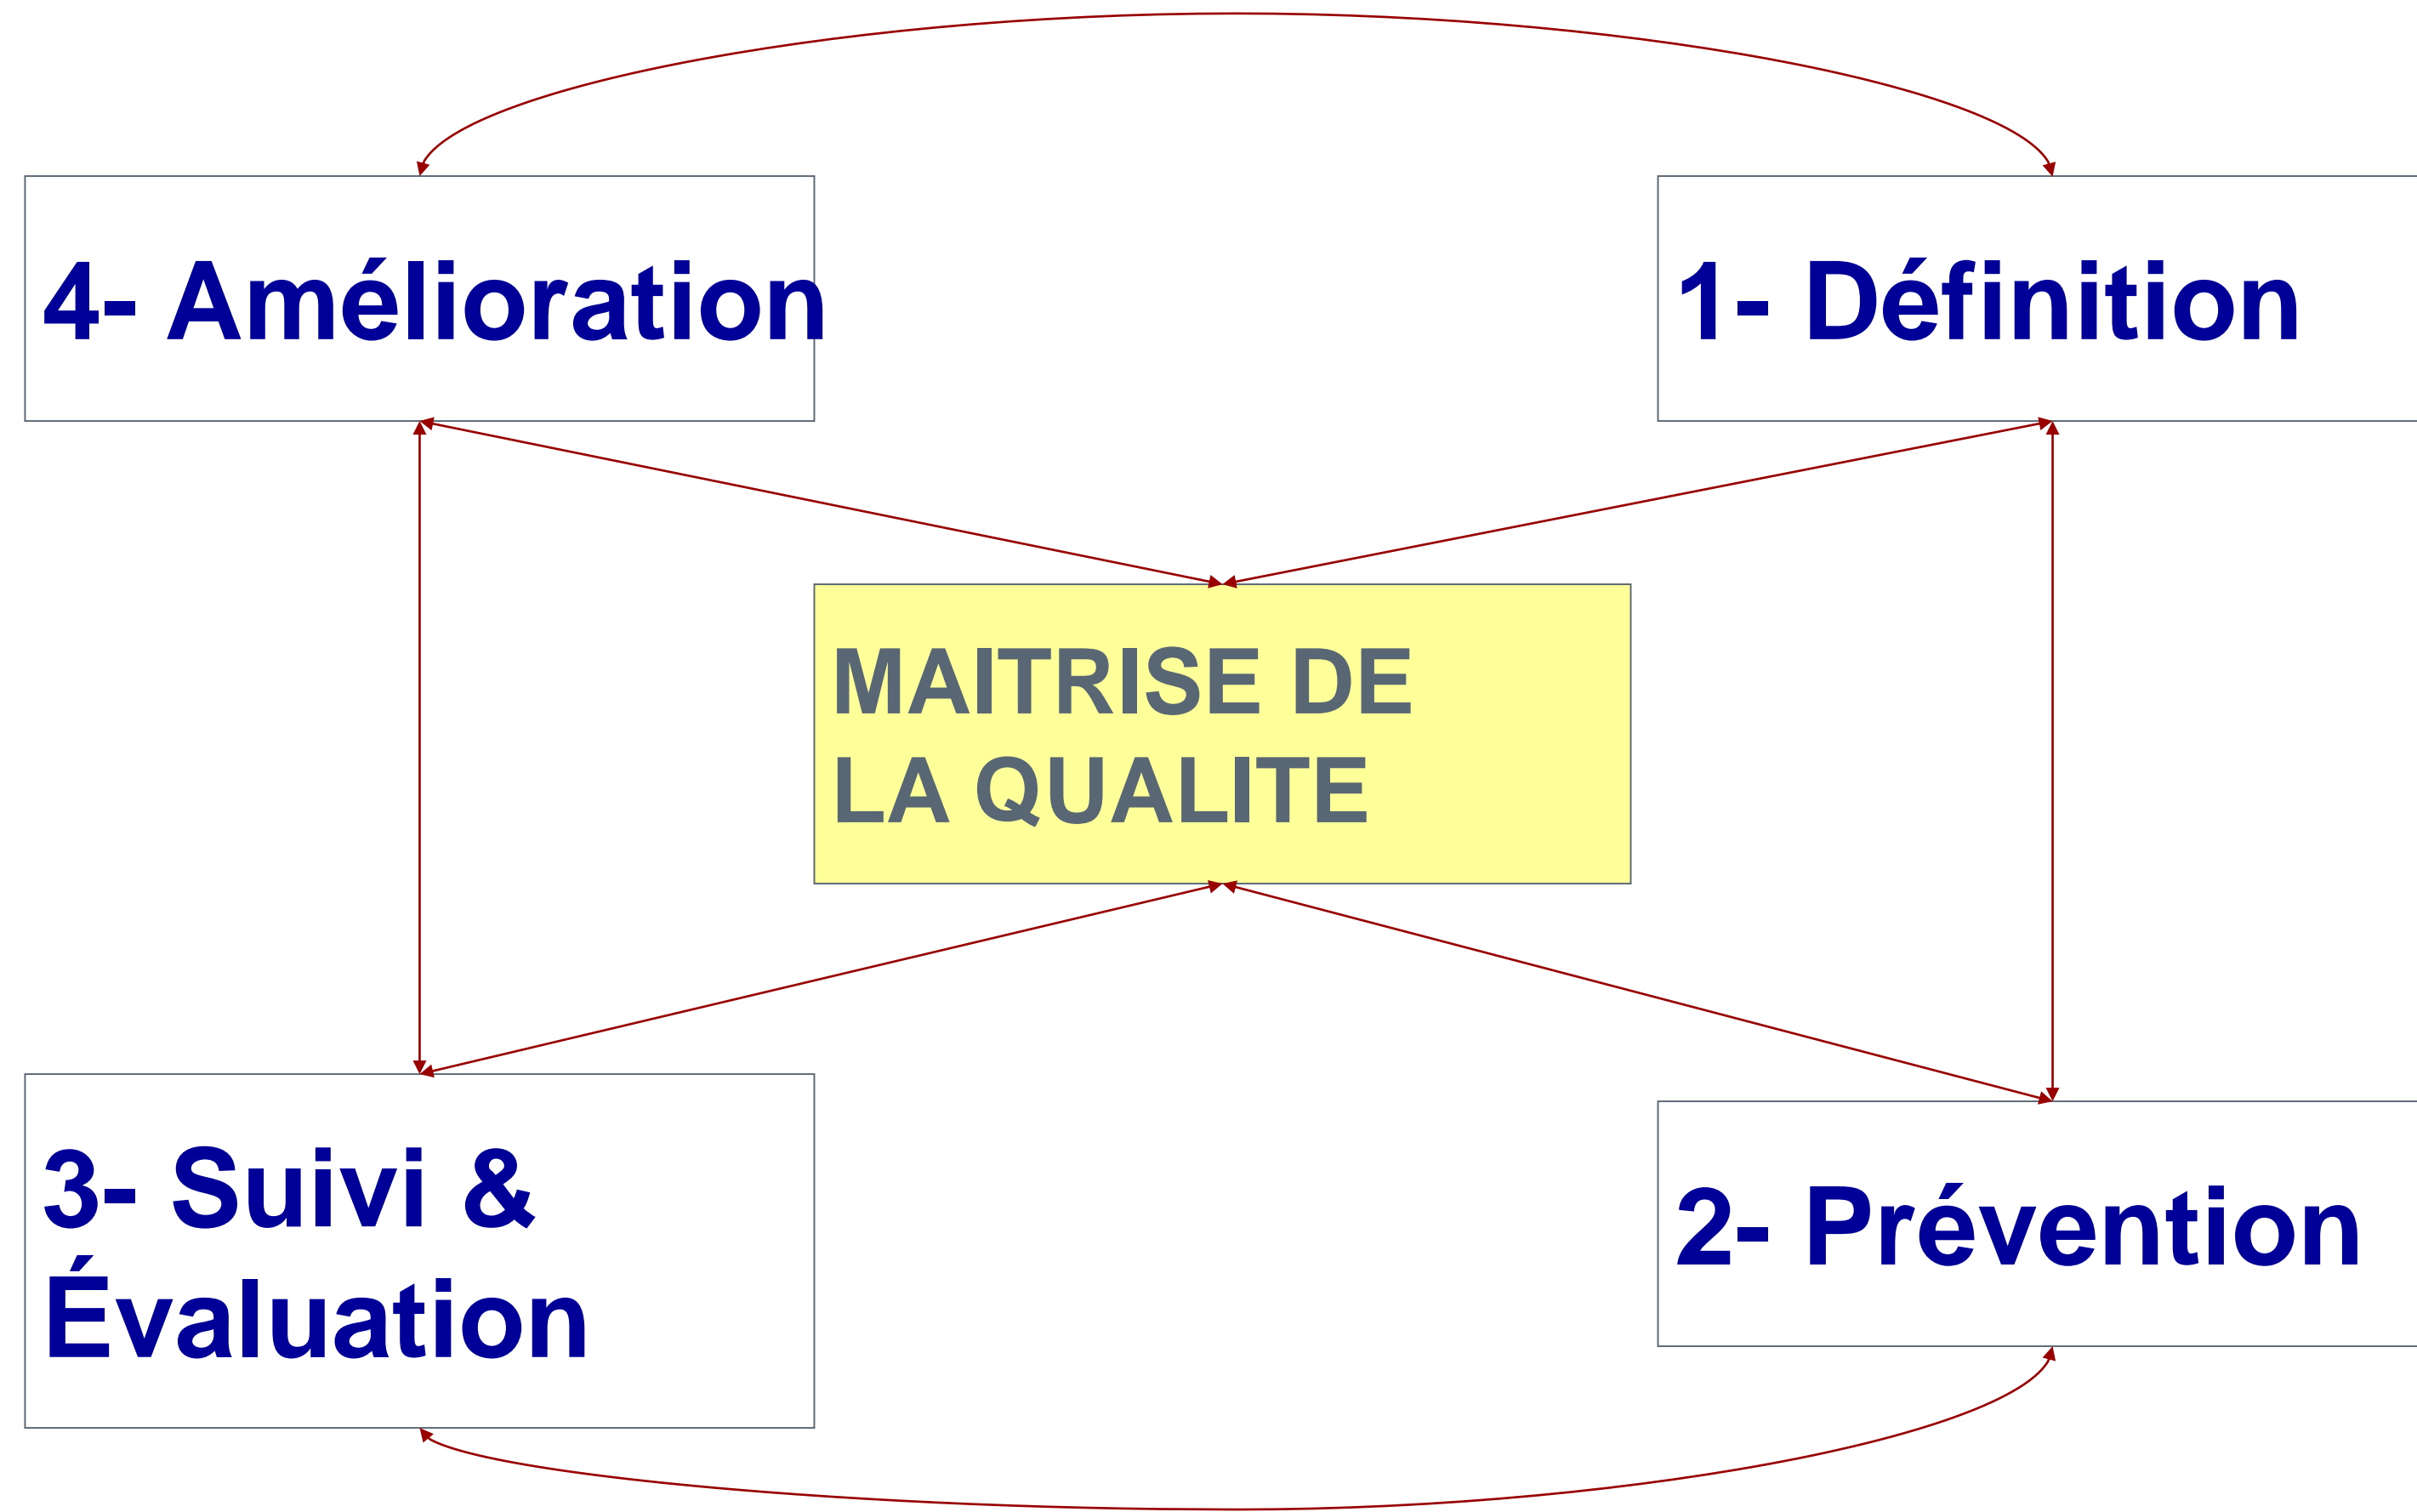 4- Amélioration
1- Définition
MAITRISE DE
LA QUALITE
3- Suivi &
Évaluation
2- Prévention